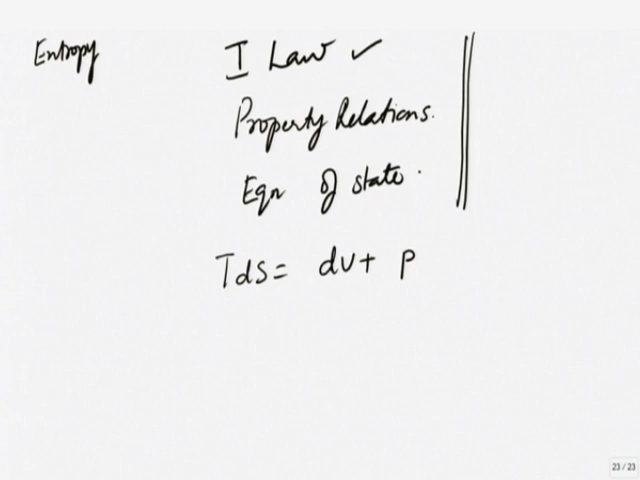 Entropy
I Law ✓
Property Relations.
Eqn of state.
Tds = du + p
23 / 23